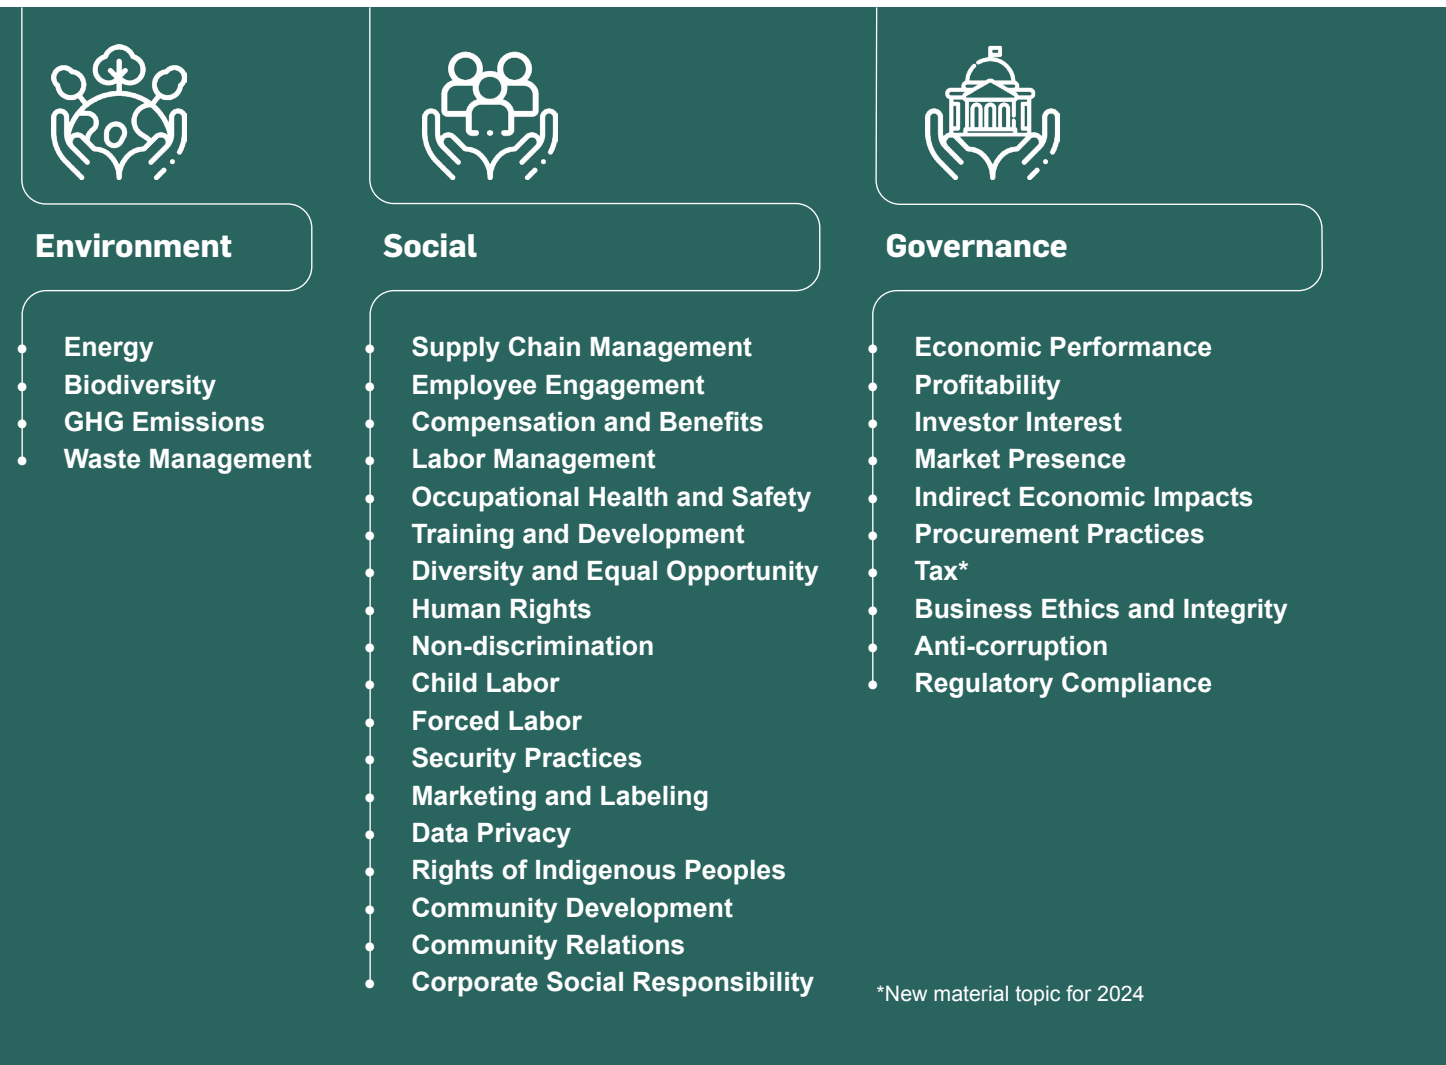 Environment
Energy
Biodiversity
GHG Emissions
Waste Management
Social
Supply Chain Management
Employee Engagement
Compensation and Benefits
Labor Management
Occupational Health and Safety
Training and Development
Diversity and Equal Opportunity
Human Rights
Non-discrimination
Child Labor
Forced Labor
Security Practices
Marketing and Labeling
Data Privacy
Rights of Indigenous Peoples
Community Development
Community Relations
Corporate Social Responsibility
Governance
Economic Performance
Profitability
Investor Interest
Market Presence
Indirect Economic Impacts
Procurement Practices
Tax*
Business Ethics and Integrity
Anti-corruption
Regulatory Compliance
*New material topic for 2024